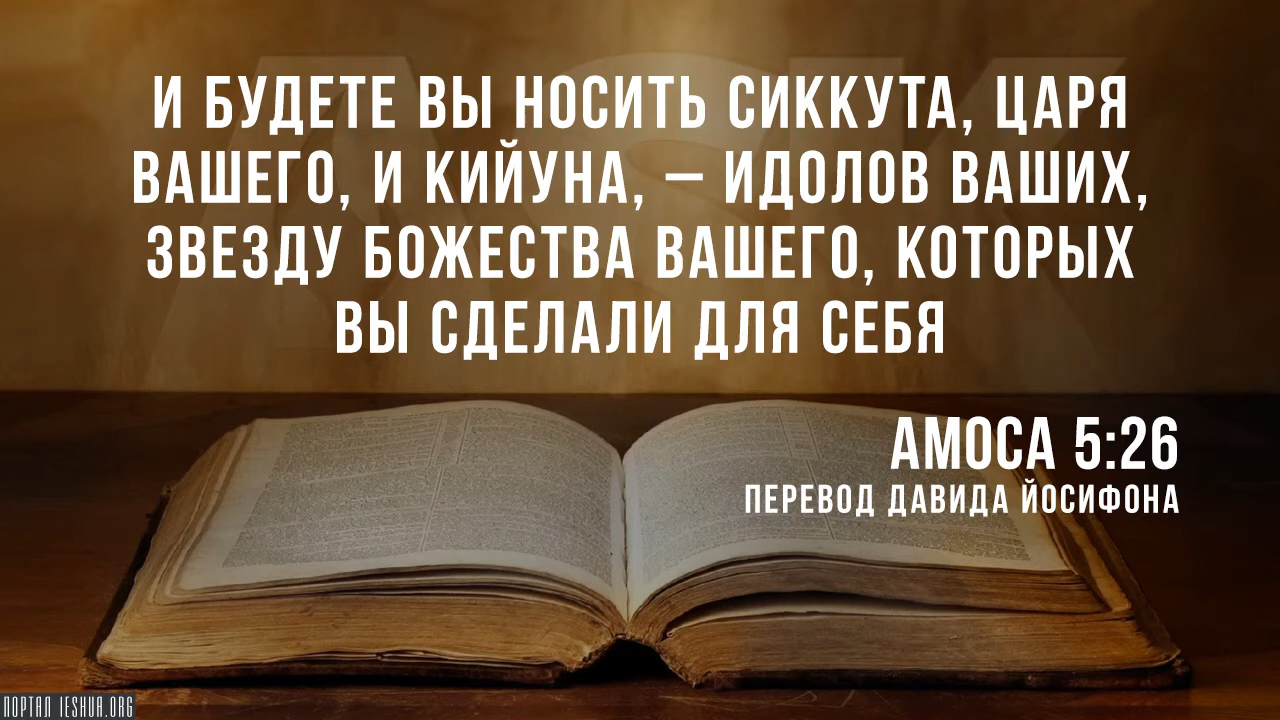 И БУДЕТЕ ВЫ НОСИТЬ СИККУТА, ЦАРЯ
ВАШЕГО, И КИЙУНА, – ИДОЛОВ ВАШИХ,
ЗВЕЗДУ БОЖЕСТВА ВАШЕГО, КОТОРЫХ
ВЫ СДЕЛАЛИ ДЛЯ СЕБЯ
АМОСА 5:26
ПЕРЕВОД ДАВИДА ЙОСИФОНА
ПОРТАЛ IESHUA.ORG